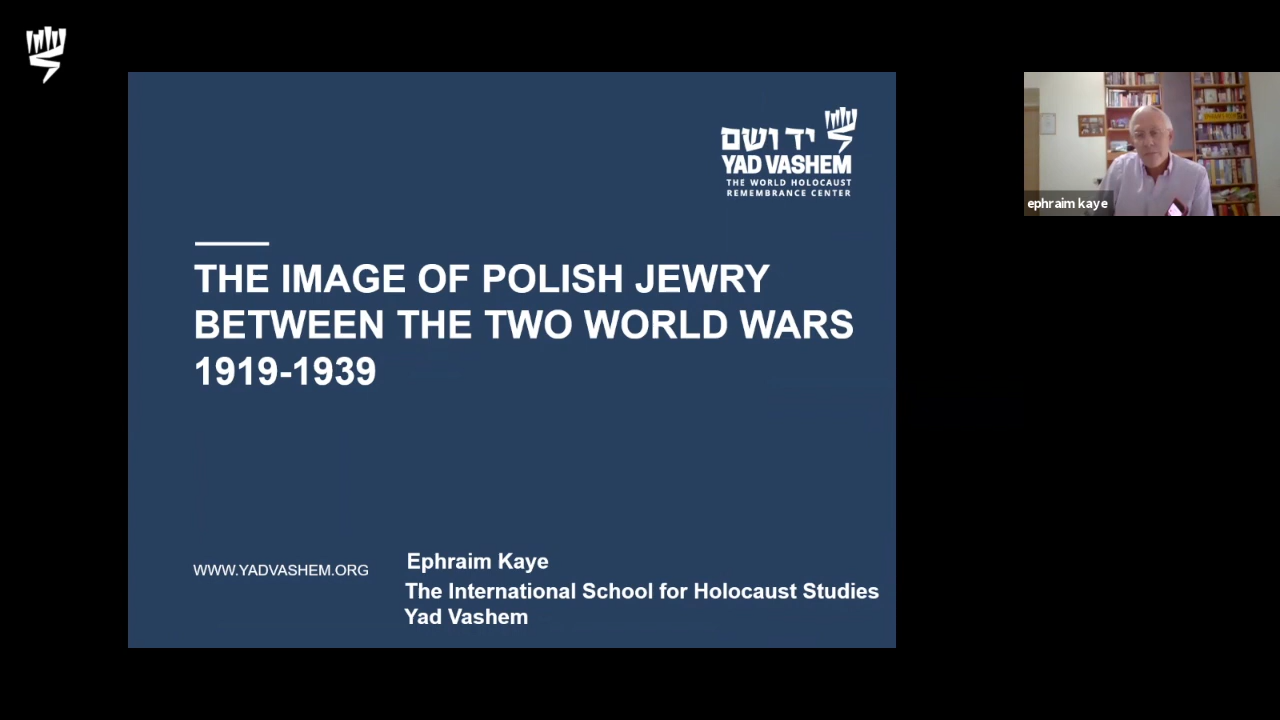 יד ושם
YAD VASHEM
THE WORLD HOLOCAUST
REMEMBRANCE CENTER
ephraim kaye
THE IMAGE OF POLISH JEWRY
BETWEEN THE TWO WORLD WARS
1919-1939
WWW.YADVASHEM.ORG
Ephraim Kaye
The International School for Holocaust Studies
Yad Vashem